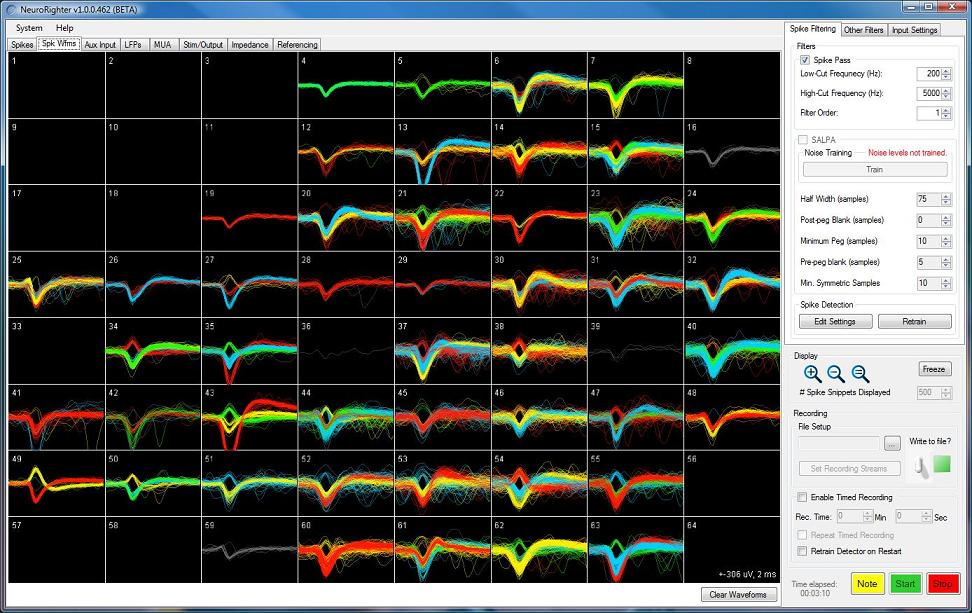 NeuroRighter v1.0.0.462 (BETA)
System Help
Spikes Spk Wfms Aux Input LFPs MUA Stim/Output Impedance Referencing
1 2 3 4 5 6 7 8
9 10 11 12 13 14 15 16
17 18 19 20 21 22 23 24
25 26 27 28 29 30 31 32
33 34 35 36 37 38 39 40
41 42 43 44 45 46 47 48
49 50 51 52 53 54 55 56
57 58 59 60 61 62 63 64
+-306 uV, 2 ms
Clear Waveforms
Spike Filtering Other Filters Input Settings
Filters
Spike Pass
Low-Cut Frequnecy (Hz): 200
High-Cut Frequency (Hz): 5000
Filter Order: 1
SALPA
Noise Training Noise levels not trained.
Train
Half Width (samples) 75
Post-peg Blank (samples) 0
Minimum Peg (samples) 10
Pre-peg blank (samples) 5
Min. Symmetric Samples 10
Spike Detection
Edit Settings Retrain
Display
Freeze
# Spike Snippets Displayed 500
Recording
File Setup
... Write to file?
Set Recording Streams
Enable Timed Recording
Rec. Time: 0 Min 0 Sec
Repeat Timed Recording
Retrain Detector on Restart
Time elapsed:
00:03:10
Note Start Stop